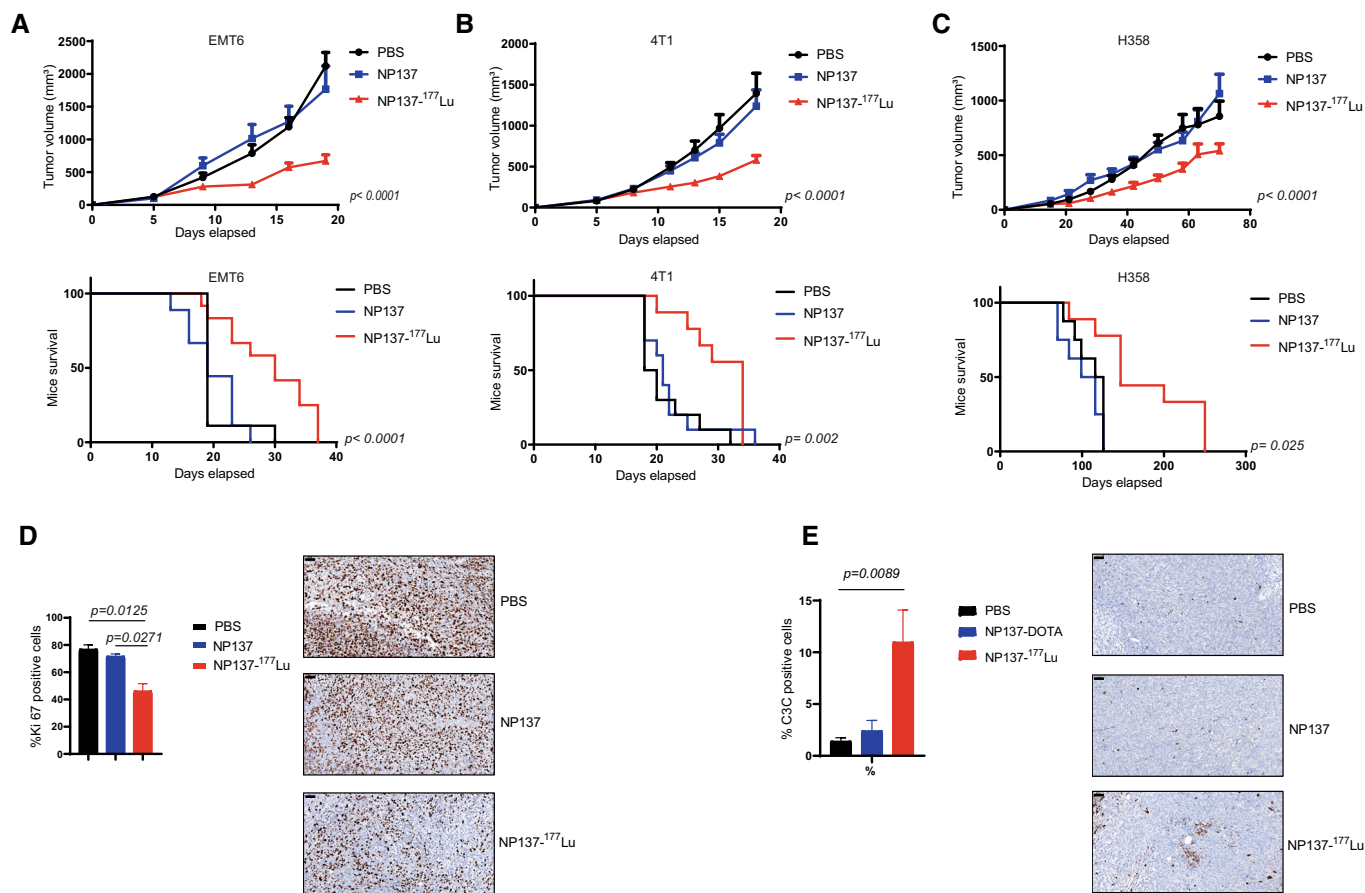 A
EMT6
Tumor volume (mm³)
2500
2000
1500
1000
500
0
0 5 10 15 20
Days elapsed
PBS
NP137
NP137-¹⁷⁷Lu
p< 0.0001
B
4T1
Tumor volume (mm³)
2000
1500
1000
500
0
0 5 10 15 20
Days elapsed
PBS
NP137
NP137-¹⁷⁷Lu
p< 0.0001
C
H358
Tumor volume (mm³)
1500
1000
500
0
0 20 40 60 80
Days elapsed
PBS
NP137
NP137-¹⁷⁷Lu
p< 0.0001
EMT6
Mice survival
100
50
0
0 10 20 30 40
Days elapsed
PBS
NP137
NP137-¹⁷⁷Lu
p< 0.0001
4T1
Mice survival
100
50
0
0 10 20 30 40
Days elapsed
PBS
NP137
NP137-¹⁷⁷Lu
p= 0.002
H358
Mice survival
100
50
0
0 100 200 300
Days elapsed
PBS
NP137
NP137-¹⁷⁷Lu
p= 0.025
D
p=0.0125
p=0.0271
%Ki 67 positive cells
100
80
60
40
20
0
PBS
NP137
NP137-¹⁷⁷Lu
PBS
NP137
NP137-¹⁷⁷Lu
E
p=0.0089
% C3C positive cells
15
10
5
0
%
PBS
NP137-DOTA
NP137-¹⁷⁷Lu
PBS
NP137
NP137-¹⁷⁷Lu